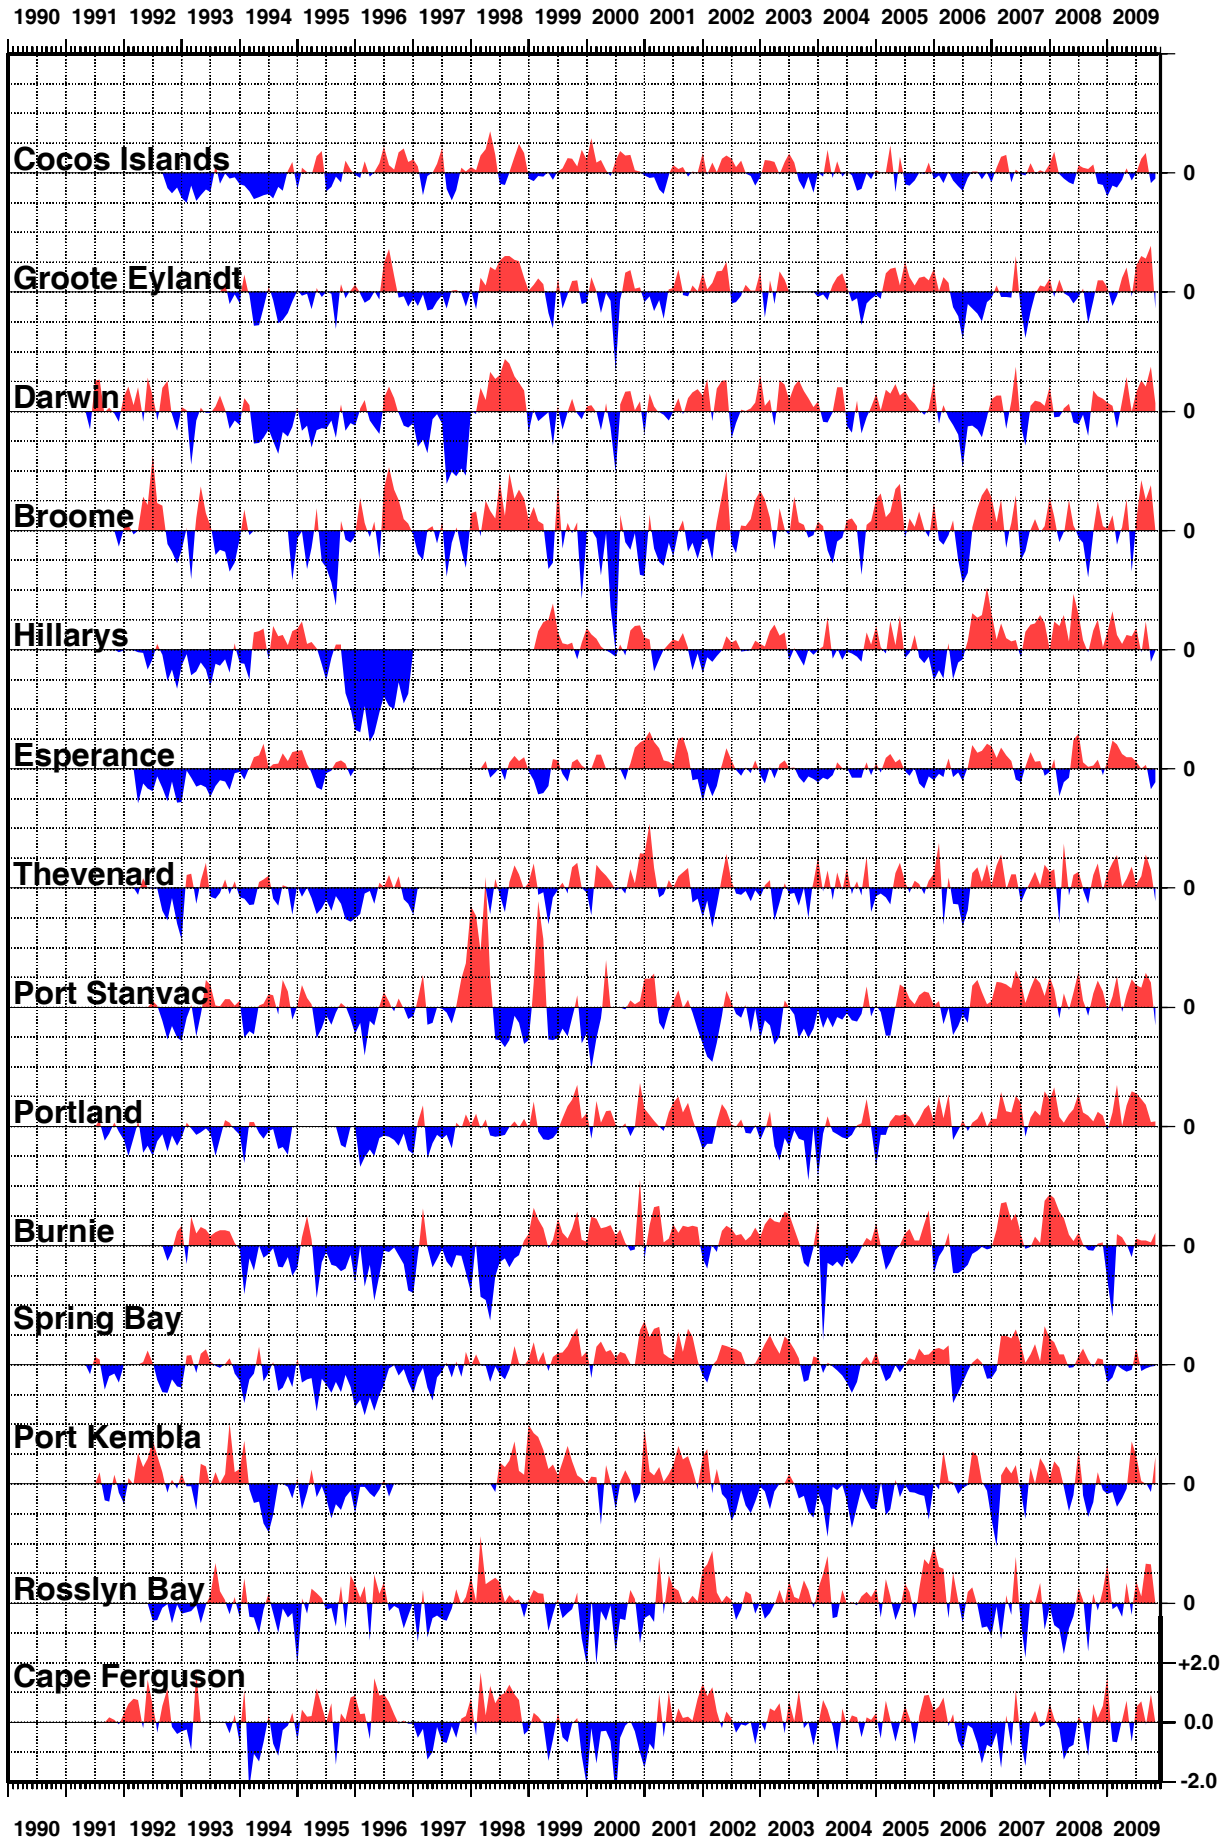 1990 1991 1992 1993 1994 1995 1996 1997 1998 1999 2000 2001 2002 2003 2004 2005 2006 2007 2008 2009
Cocos Islands 0
Groote Eylandt 0
Darwin 0
Broome 0
Hillarys 0
Esperance 0
Thevenard 0
Port Stanvac 0
Portland 0
Burnie 0
Spring Bay 0
Port Kembla 0
Rosslyn Bay 0
+2.0
Cape Ferguson
0.0
-2.0
1990 1991 1992 1993 1994 1995 1996 1997 1998 1999 2000 2001 2002 2003 2004 2005 2006 2007 2008 2009